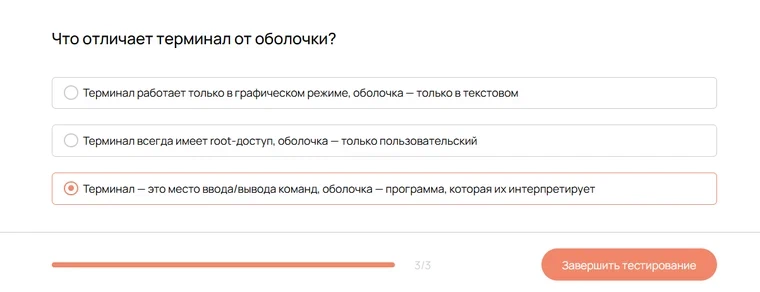 Что отличает терминал от оболочки?
Терминал работает только в графическом режиме, оболочка — только в текстовом
Терминал всегда имеет root-доступ, оболочка — только пользовательский
Терминал — это место ввода/вывода команд, оболочка — программа, которая их интерпретирует
3/3
Завершить тестирование